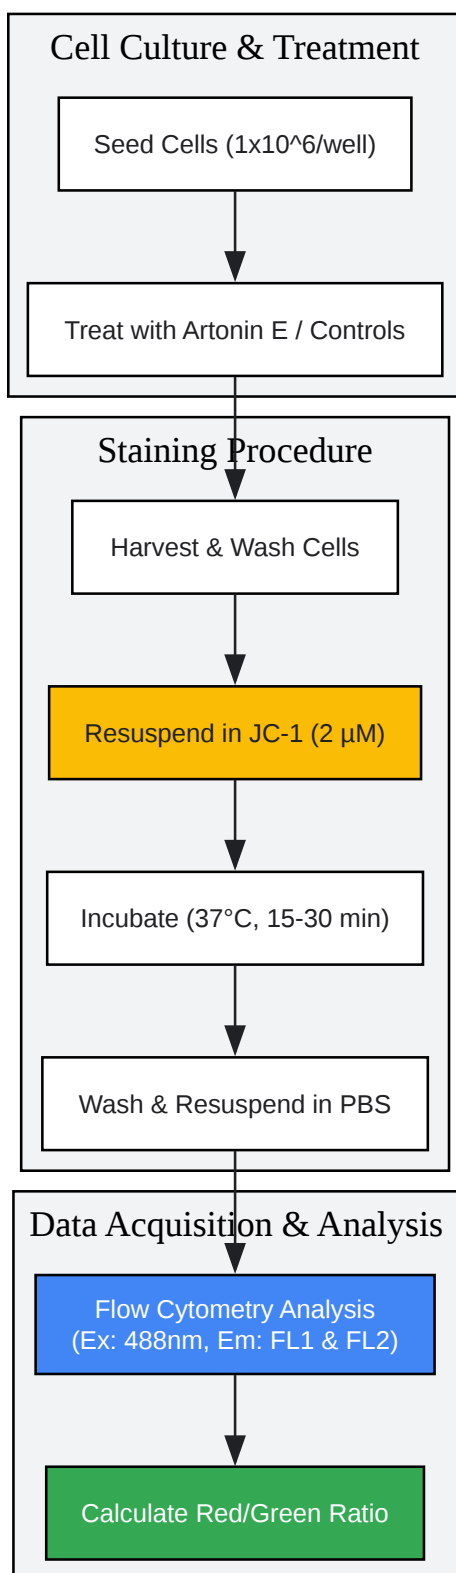 Cell Culture & Treatment
Seed Cells (1x10^6/well)
Treat with Artonin E / Controls
Staining Procedure
Harvest & Wash Cells
Resuspend in JC-1 (2 µM)
Incubate (37°C, 15-30 min)
Wash & Resuspend in PBS
Data Acquisition & Analysis
Flow Cytometry Analysis
(Ex: 488nm, Em: FL1 & FL2)
Calculate Red/Green Ratio